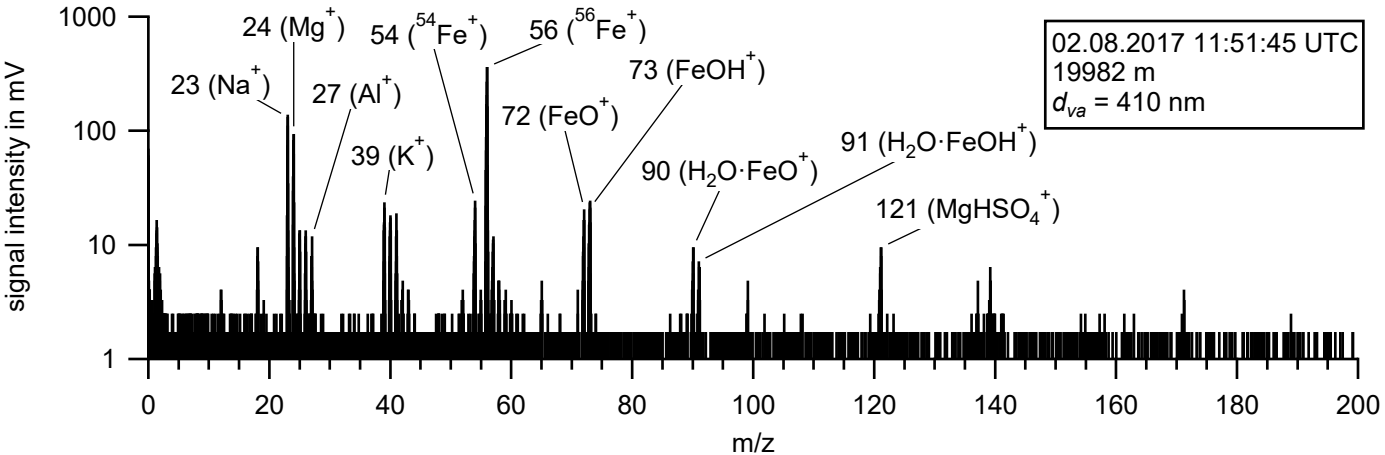 signal intensity in mV
1000
100
10
1
24 (Mg⁺)
54 (⁵⁴Fe⁺)
56 (⁵⁶Fe⁺)
23 (Na⁺)
27 (Al⁺)
73 (FeOH⁺)
72 (FeO⁺)
39 (K⁺)
90 (H₂O·FeO⁺)
91 (H₂O·FeOH⁺)
121 (MgHSO₄⁺)
02.08.2017 11:51:45 UTC
19982 m
dᵥₐ = 410 nm
0 20 40 60 80 100 120 140 160 180 200
m/z